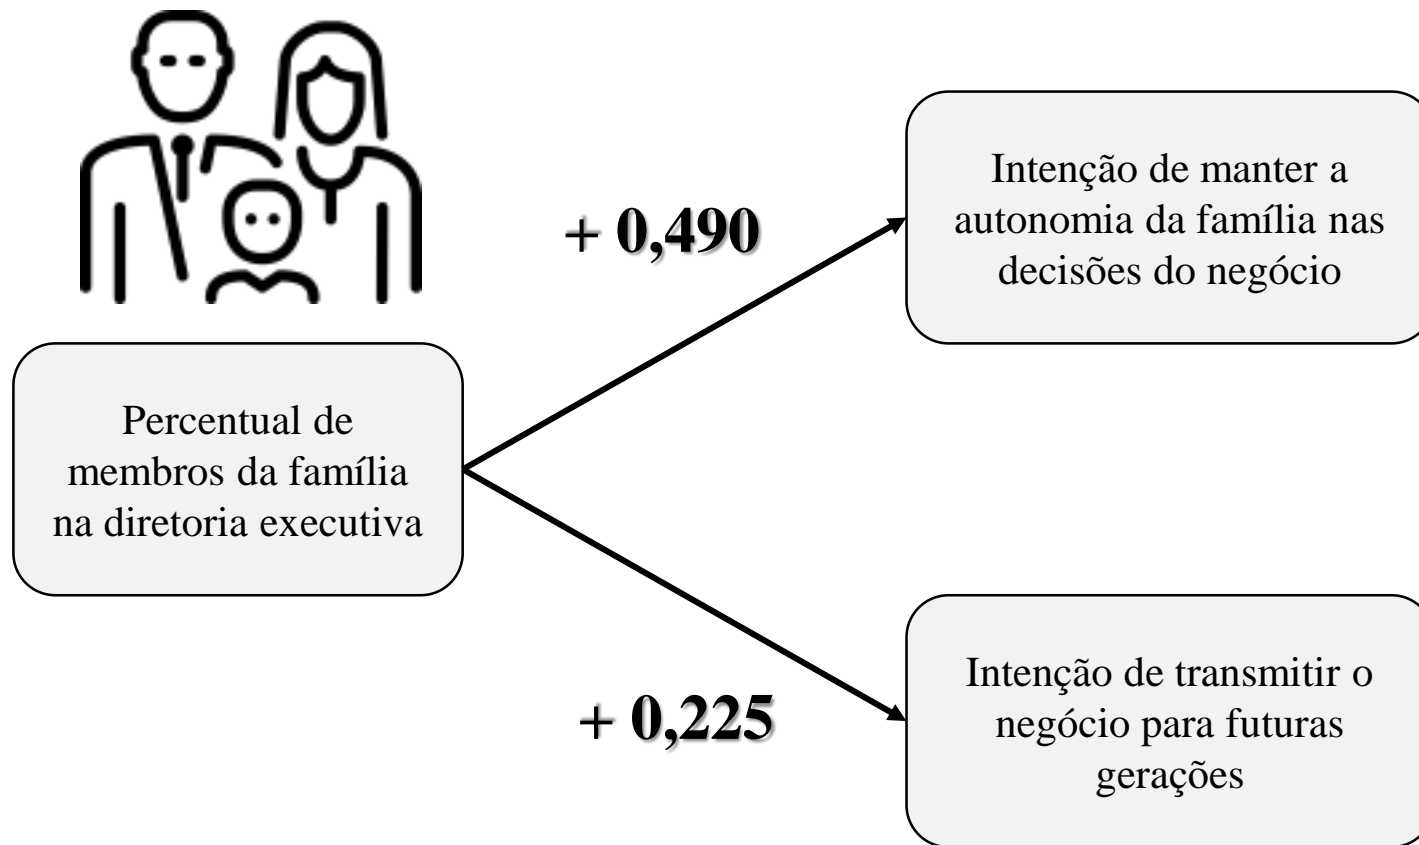 + 0,490
Intenção de manter a
autonomia da família nas
decisões do negócio
Percentual de
membros da família
na diretoria executiva
+ 0,225
Intenção de transmitir o
negócio para futuras
gerações